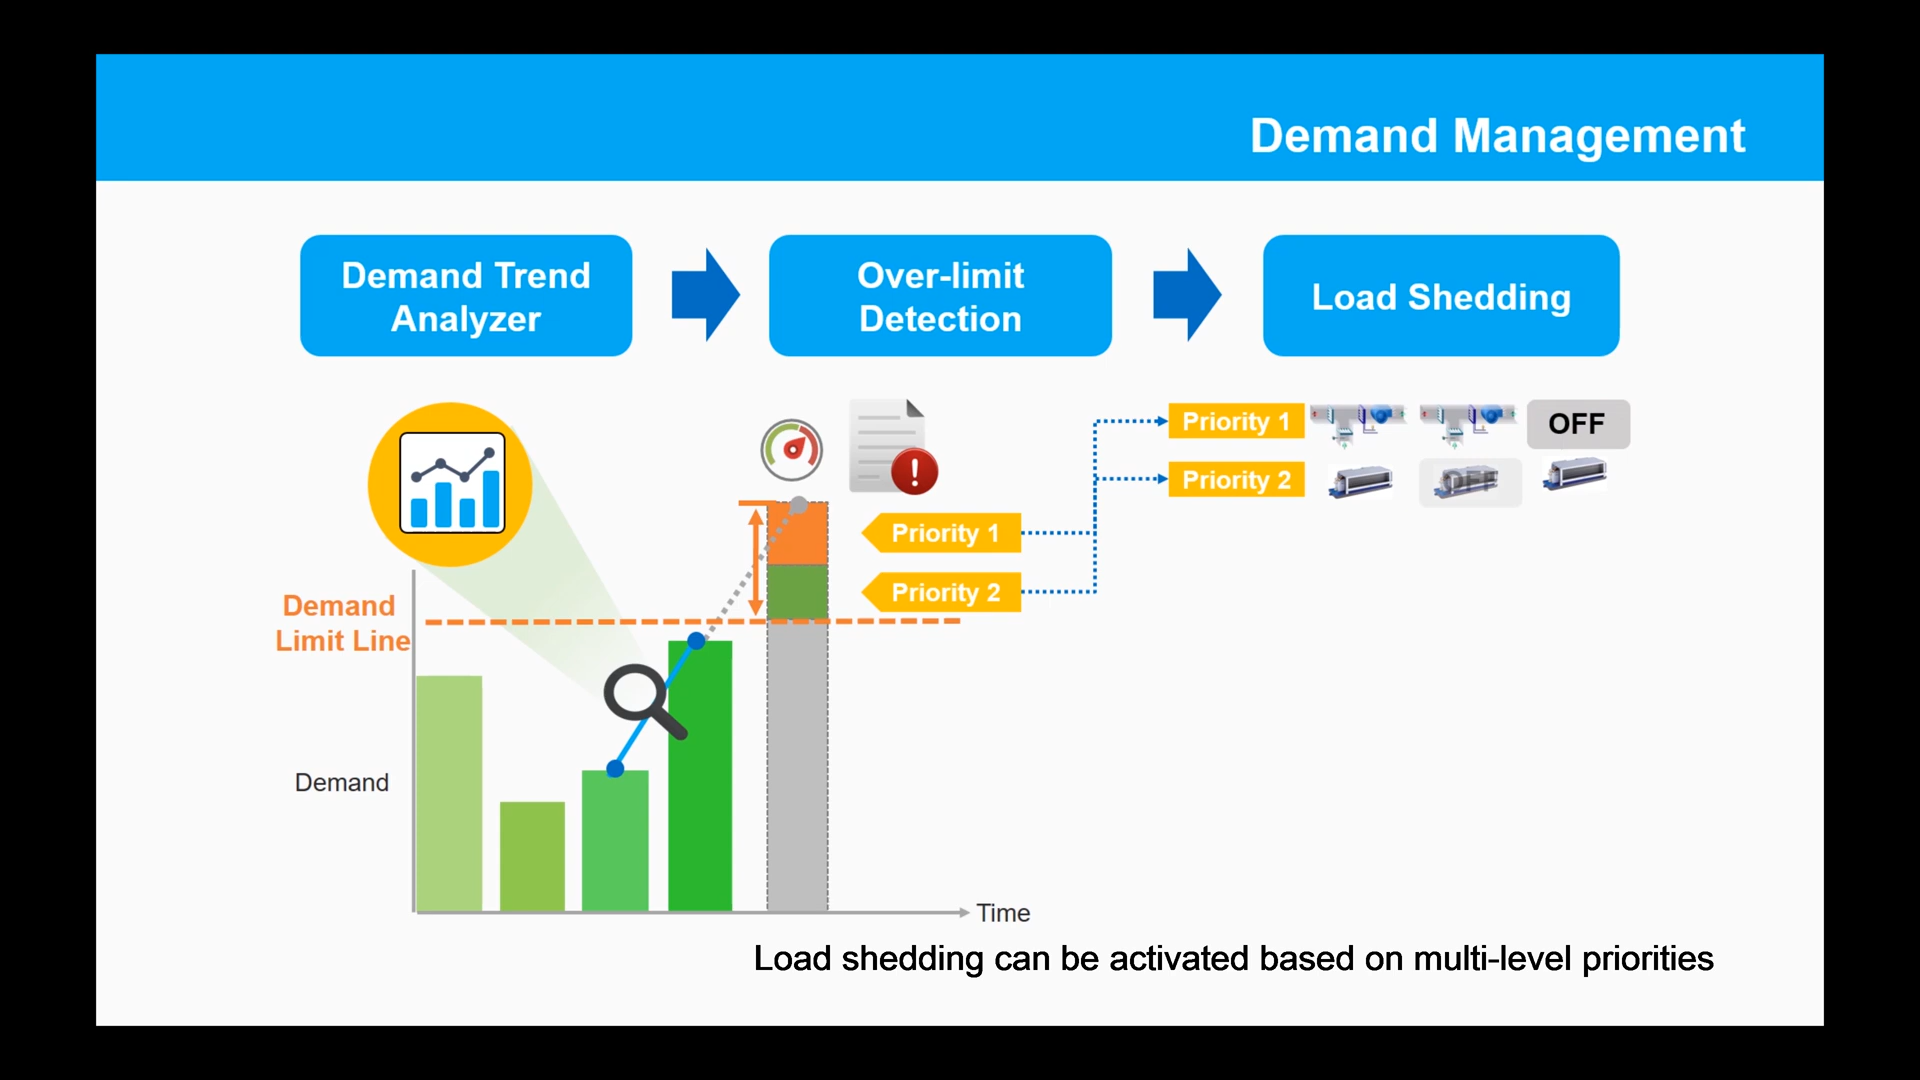 Demand Management
Demand Trend
Analyzer
Over-limit
Detection
Load Shedding
Priority 1
OFF
Priority 2
OFF
Priority 1
Priority 2
Demand
Limit Line
Demand
Time
Load shedding can be activated based on multi-level priorities